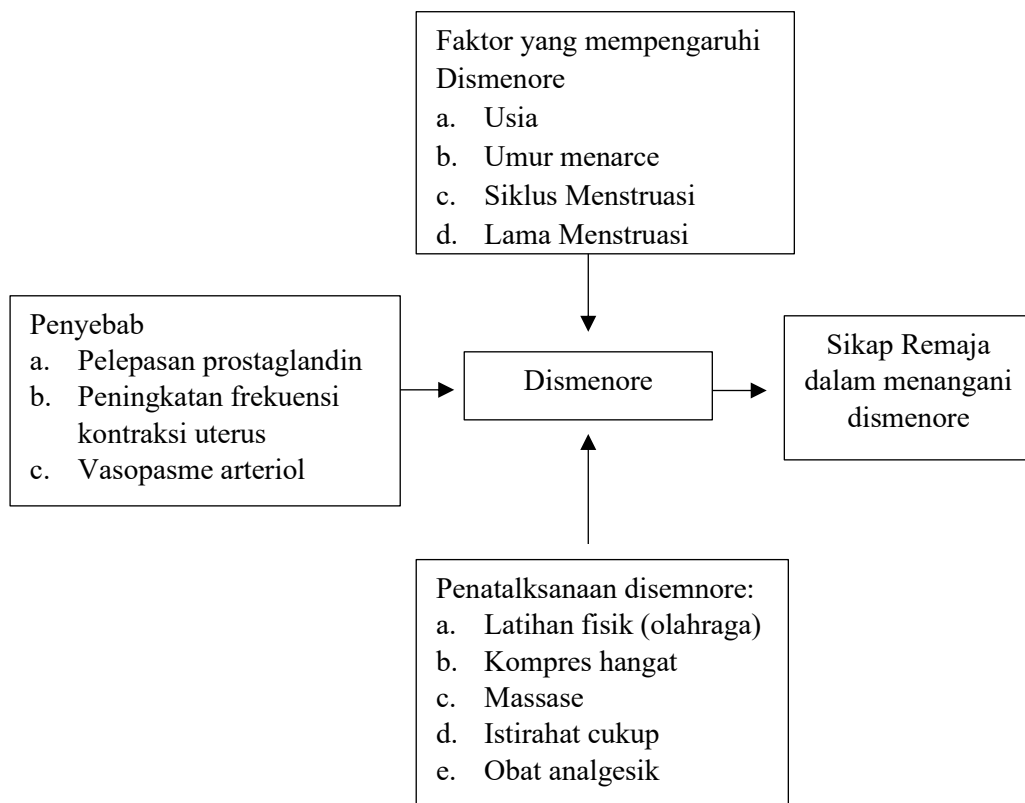 Faktor yang mempengaruhi
Dismenore
a. Usia
b. Umur menarce
c. Siklus Menstruasi
d. Lama Menstruasi
Penyebab
a. Pelepasan prostaglandin
b. Peningkatan frekuensi
kontraksi uterus
c. Vasopasme arteriol
Dismenore
Sikap Remaja
dalam menangani
dismenore
Penatalksanaan disemnore:
a. Latihan fisik (olahraga)
b. Kompres hangat
c. Massase
d. Istirahat cukup
e. Obat analgesik